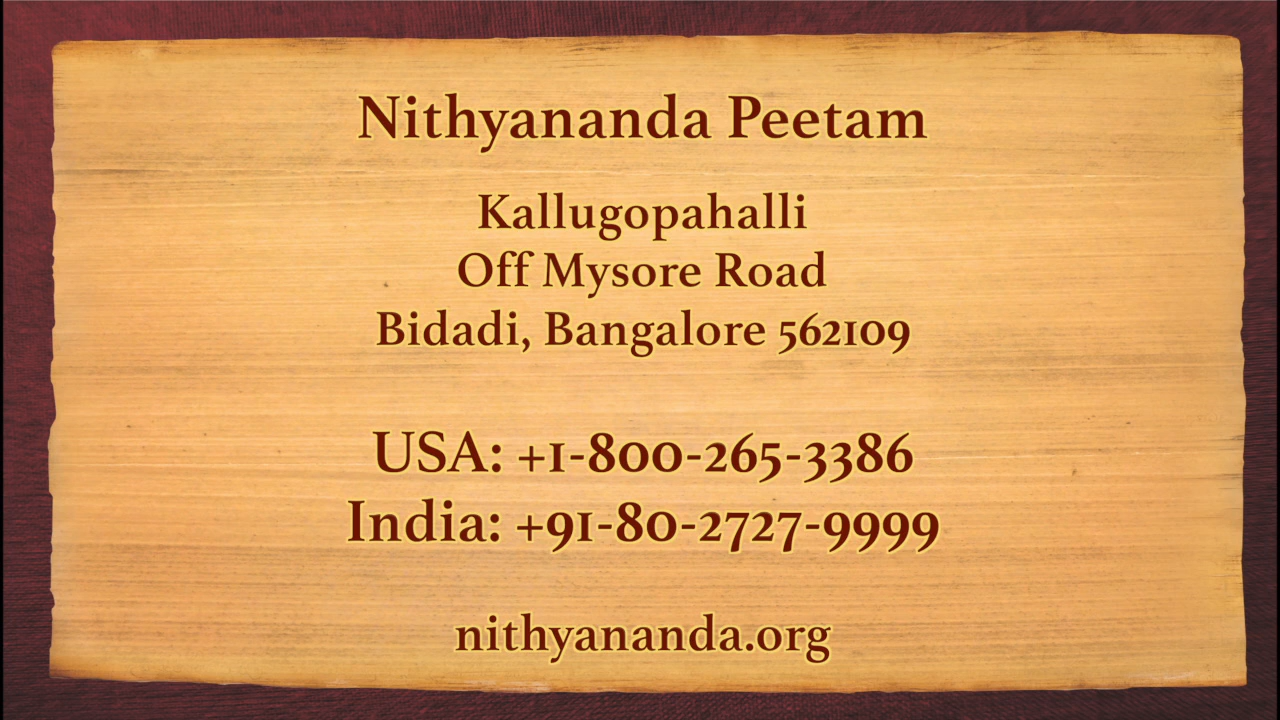 Nithyananda Peetam
Kallugopahalli
Off Mysore Road
Bidadi, Bangalore 562109
USA: +1-800-265-3386
India: +91-80-2727-9999
nithyananda.org